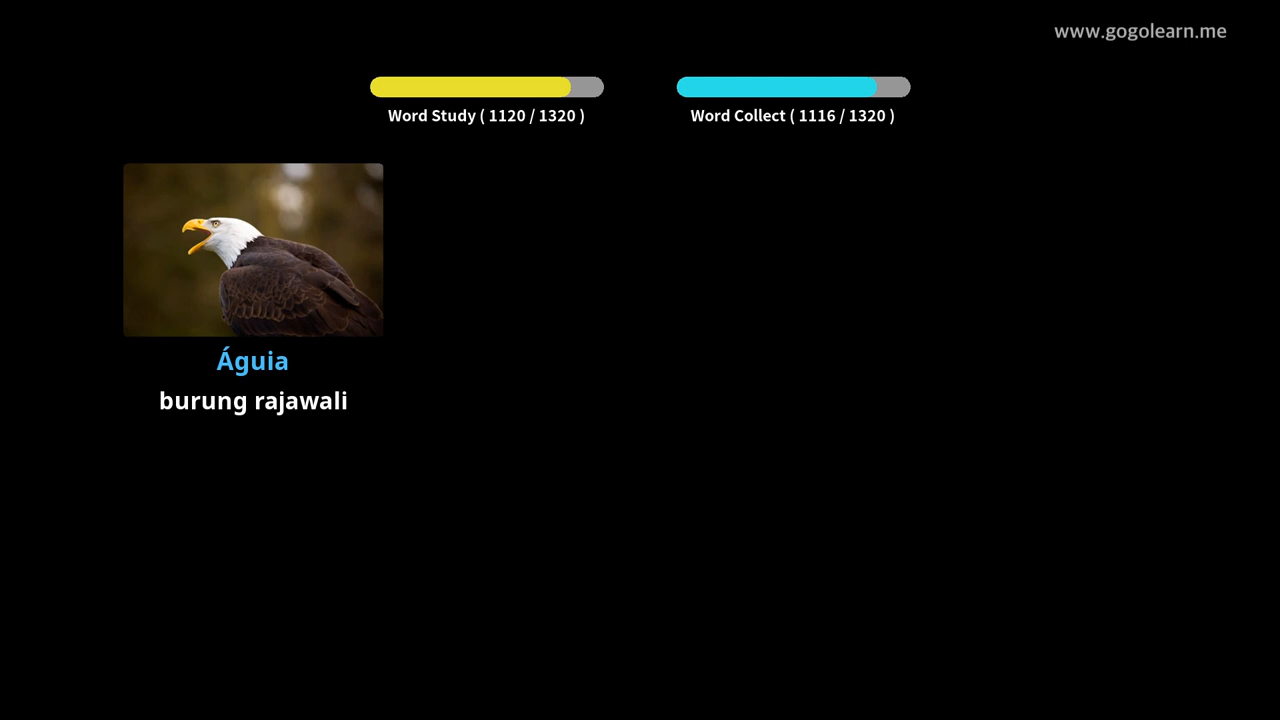 www.gogolearn.me
Word Study ( 1120 / 1320 )
Word Collect ( 1116 / 1320 )
Águia
burung rajawali